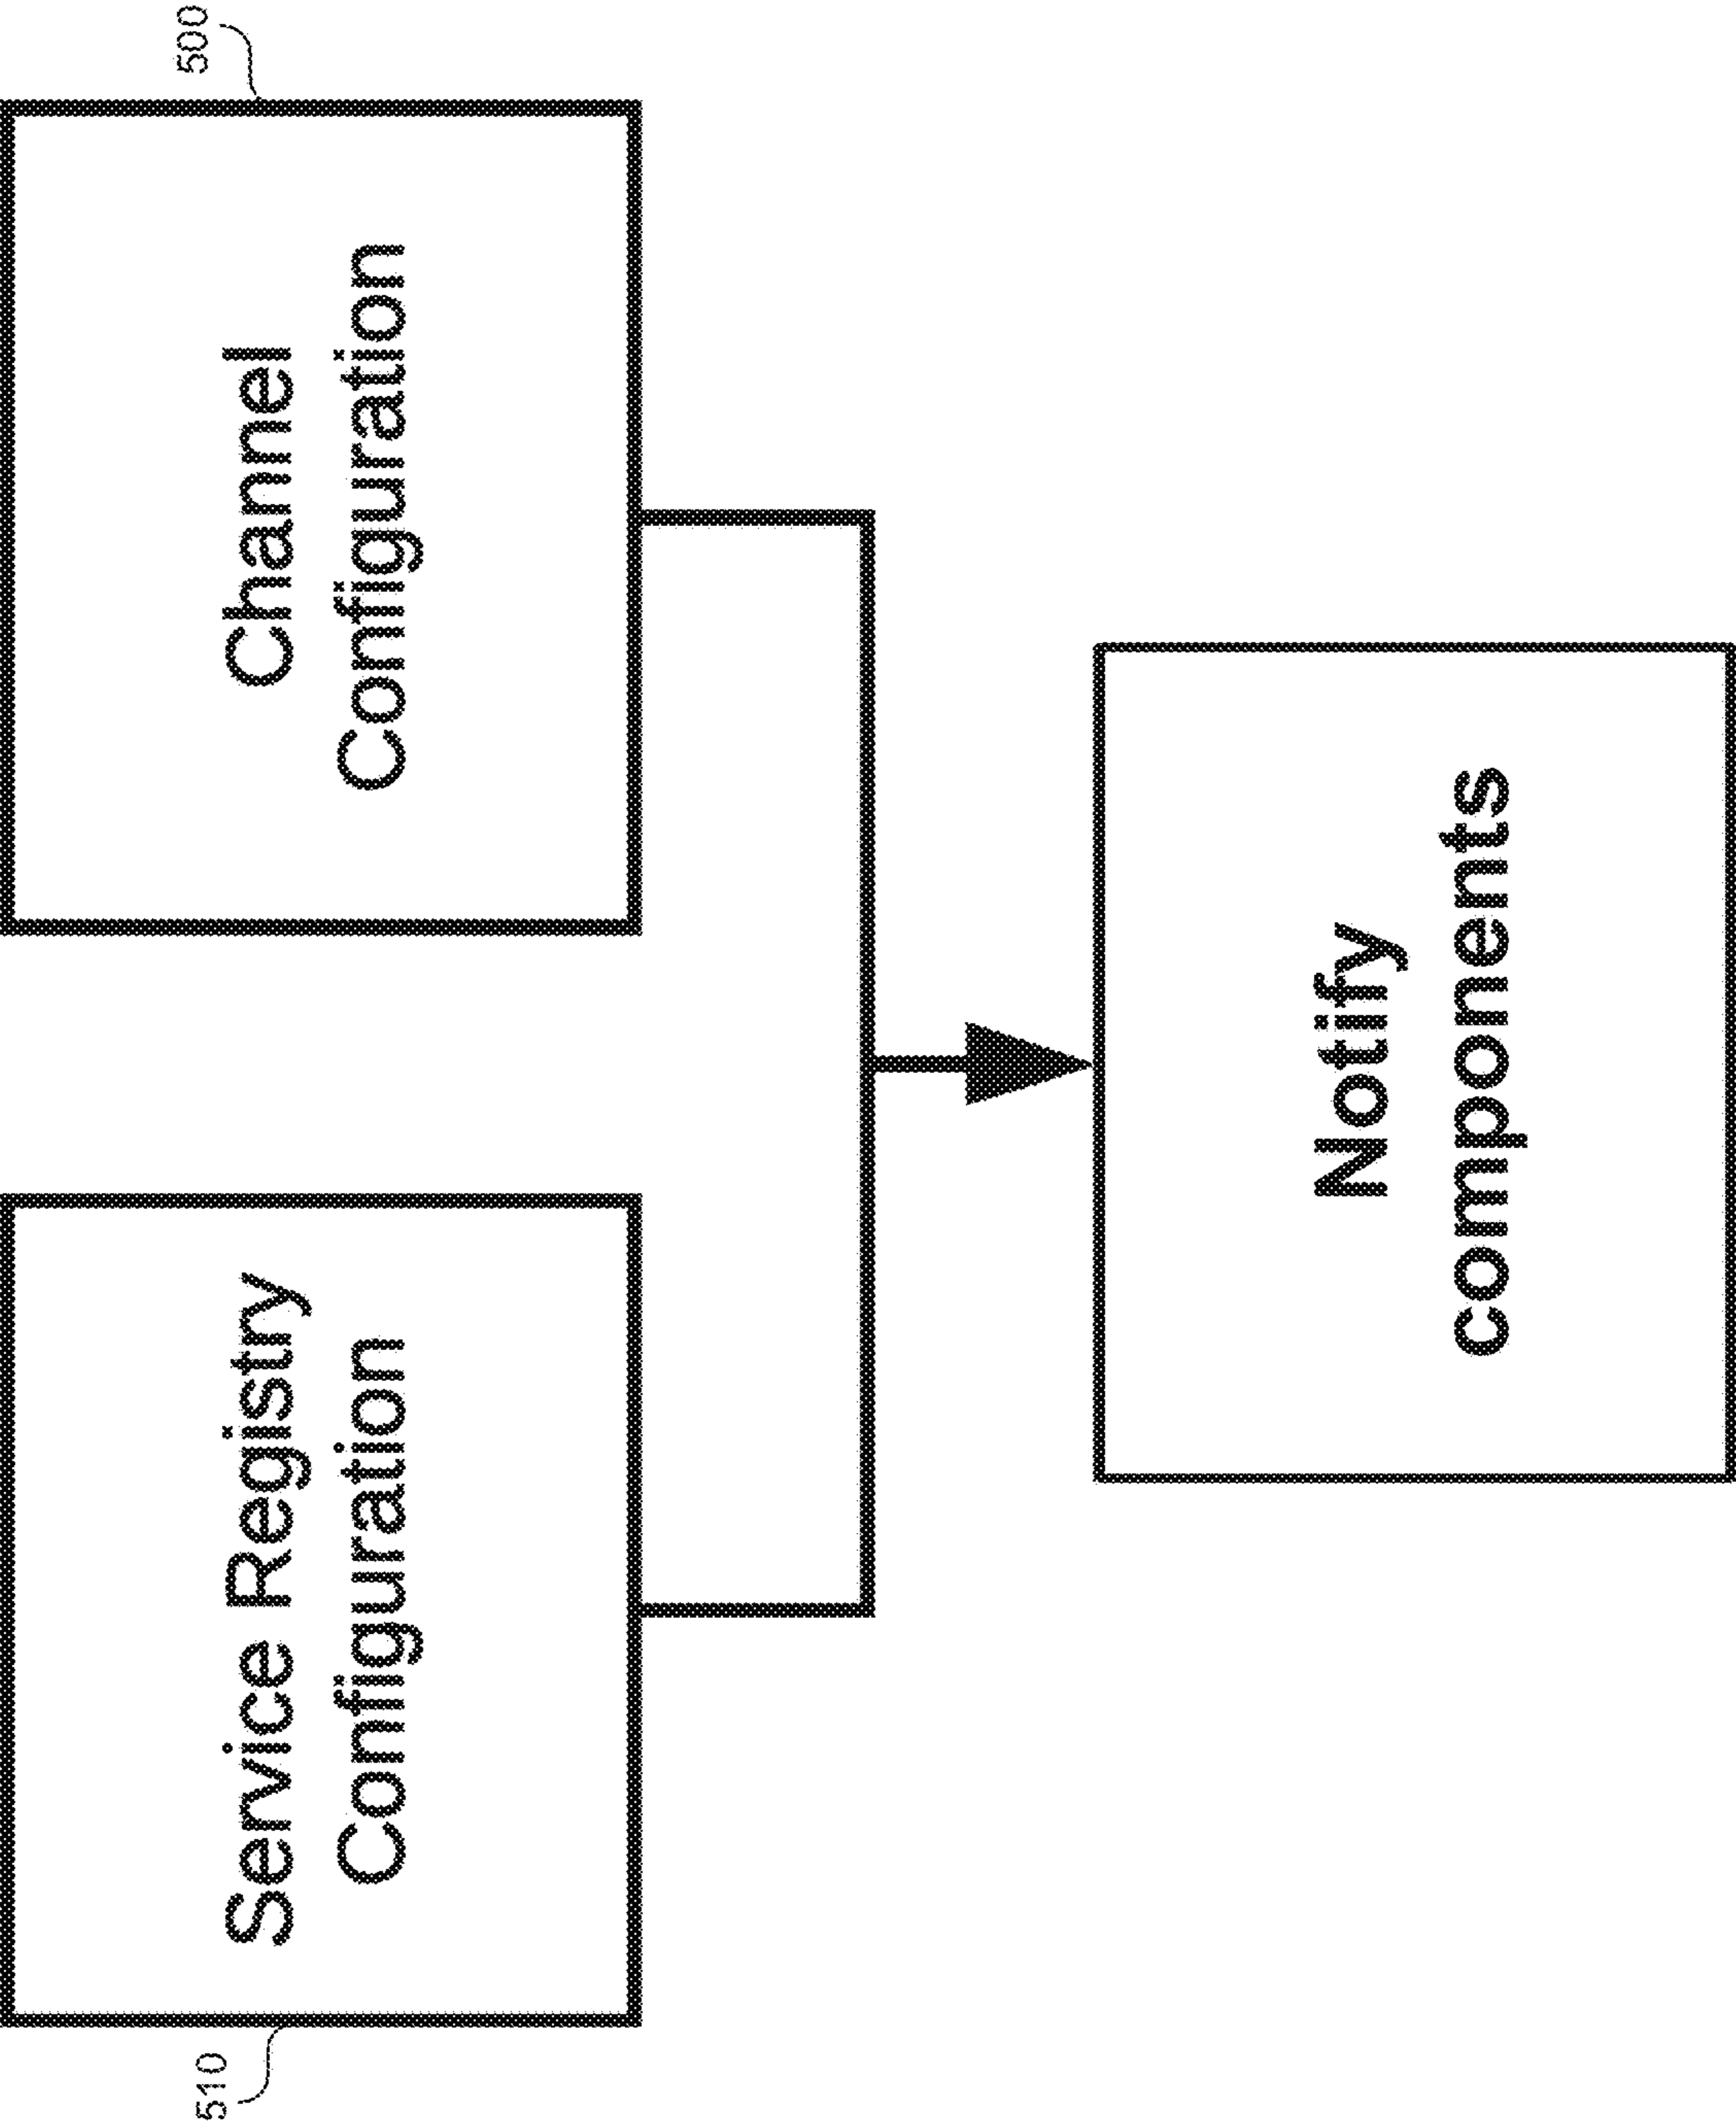 510
Service Registry
Configuration
Channel
Configuration
500
Notify
components